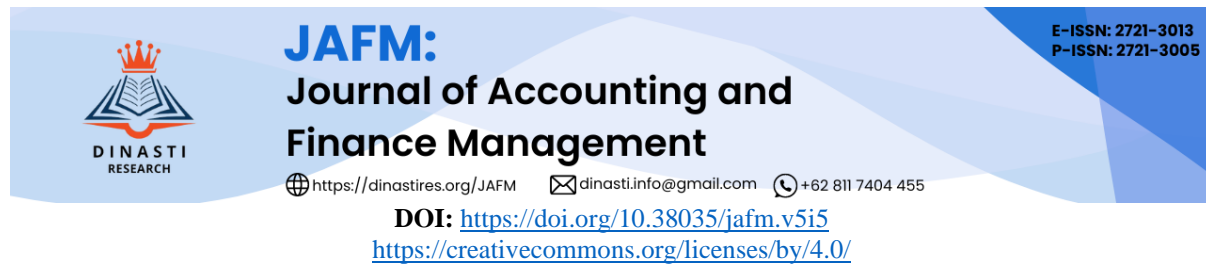 JAFM:
Journal of Accounting and
Finance Management
E-ISSN: 2721-3013
P-ISSN: 2721-3005
DINASTI
RESEARCH
https://dinastires.org/JAFM dinasti.info@gmail.com +62 811 7404 455
DOI: https://doi.org/10.38035/jafm.v5i5
https://creativecommons.org/licenses/by/4.0/